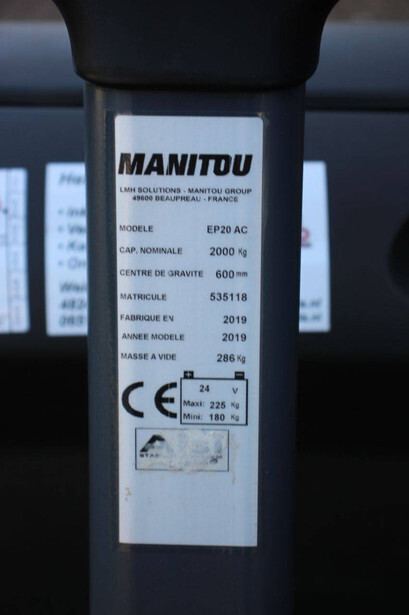 MANITOU
LMH SOLUTIONS - MANITOU GROUP
49600 BEAUPREAU - FRANCE
MODELE EP20 AC
CAP. NOMINALE 2000 Kg
CENTRE DE GRAVITE 600 mm
MATRICULE 535118
FABRIQUE EN 2019
ANNEE MODELE 2019
MASSE A VIDE 286 Kg
+ −
CE
24 V
Maxi: 225 Kg
Mini: 180 Kg